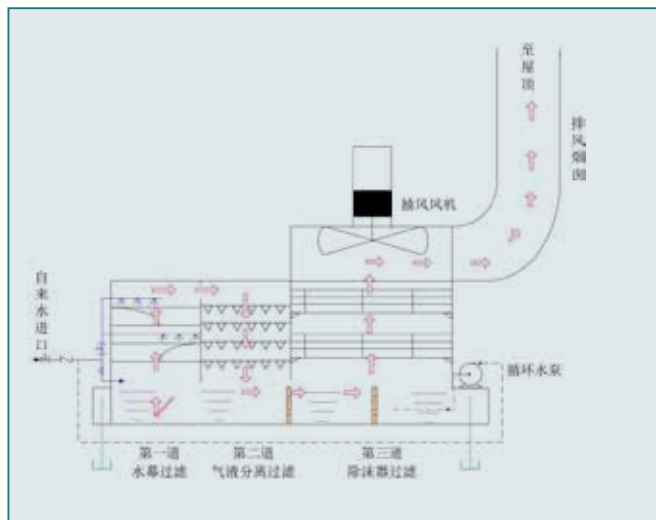 至屋顶
排风烟囱
抽风风机
自来水进口
循环水泵
第一道
水幕过滤
第二道
气液分离过滤
第三道
除沫器过滤